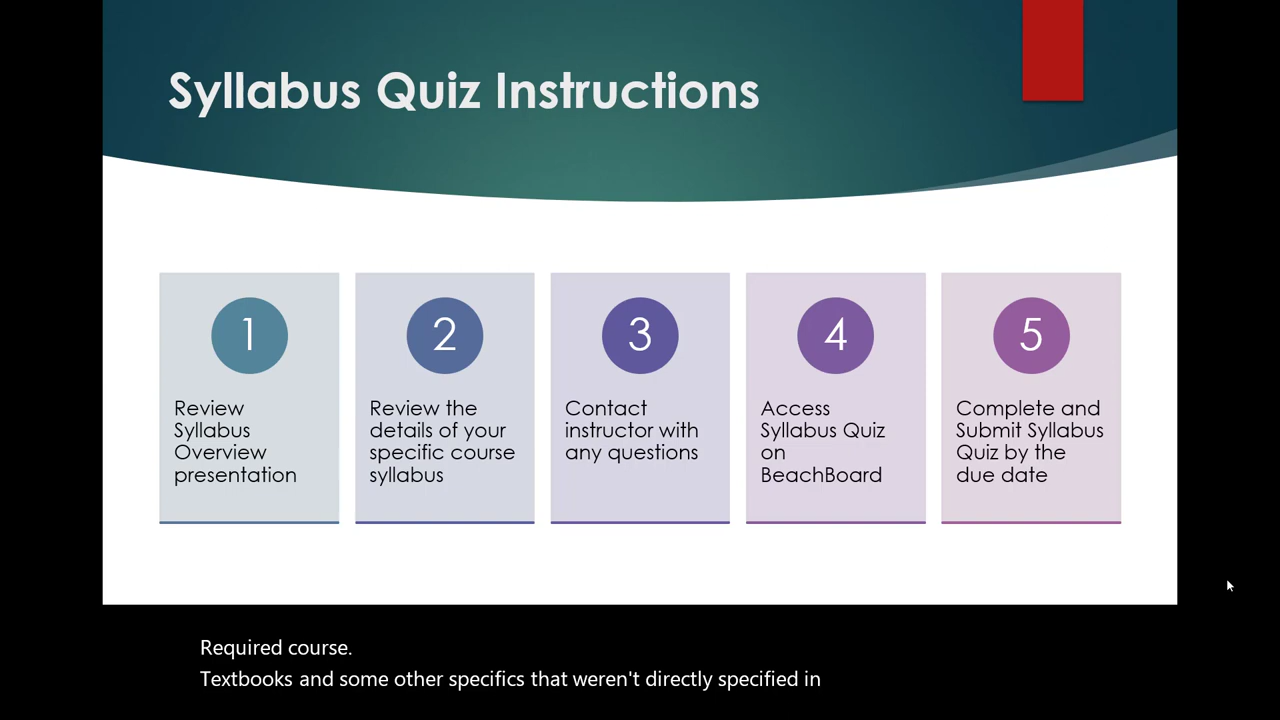 Syllabus Quiz Instructions
1
Review
Syllabus
Overview
presentation
2
Review the
details of your
specific course
syllabus
3
Contact
instructor with
any questions
4
Access
Syllabus Quiz
on
BeachBoard
5
Complete and
Submit Syllabus
Quiz by the
due date
Required course.
Textbooks and some other specifics that weren't directly specified in